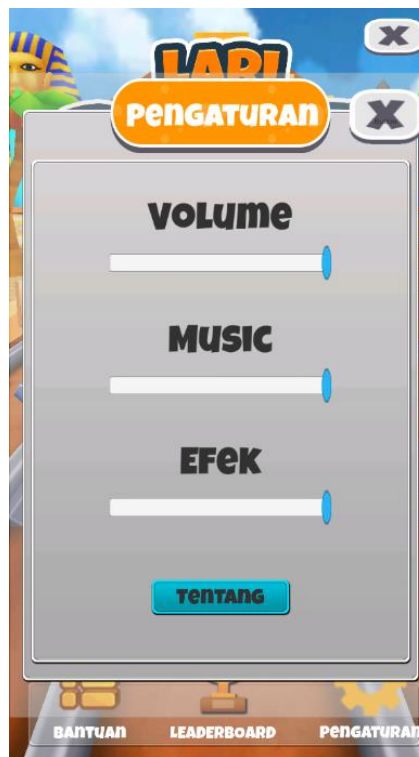 LARI
PENGATURAN
X
X
VOLUME
MUSIC
EFEK
TENTANG
BANTUAN
LEADERBOARD
PENGATURAN